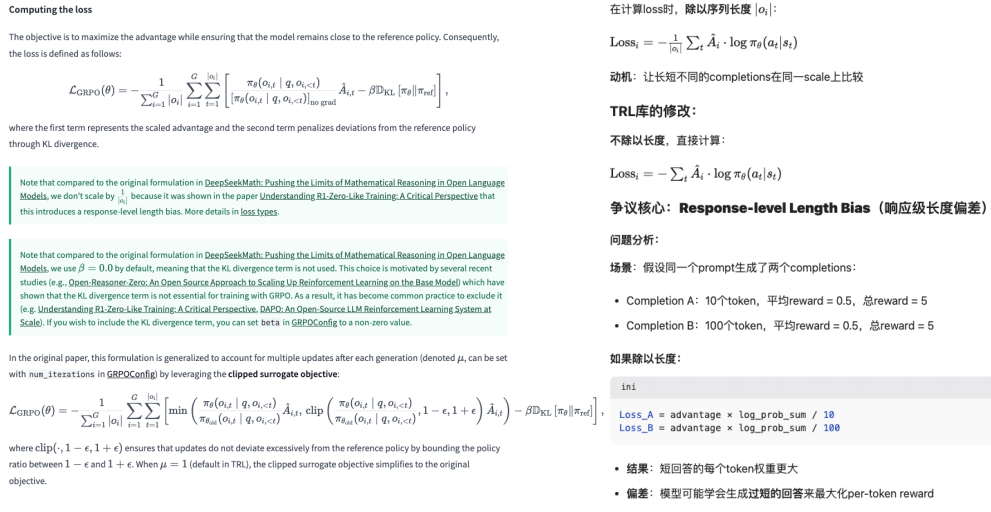 Computing the loss
The objective is to maximize the advantage while ensuring that the model remains close to the reference policy. Consequently,
the loss is defined as follows:
$$\mathcal{L}_{\text{GRPO}}(\theta) = -\frac{1}{\sum_{i=1}^{G} |o_i|} \sum_{i=1}^{G} \sum_{t=1}^{|o_i|} \left[ \frac{\pi_\theta(o_{i,t} \mid q, o_{i,<t})}{[\pi_\theta(o_{i,t} \mid q, o_{i,<t})]_{\text{no grad}}} \hat{A}_{i,t} - \beta \mathbb{D}_{\text{KL}} [\pi_\theta \| \pi_{\text{ref}}] \right],$$
where the first term represents the scaled advantage and the second term penalizes deviations from the reference policy
through KL divergence.
Note that compared to the original formulation in DeepSeekMath: Pushing the Limits of Mathematical Reasoning in Open Language
Models, we don't scale by $\frac{1}{|o_i|}$ because it was shown in the paper Understanding R1-Zero-Like Training: A Critical Perspective that
this introduces a response-level length bias. More details in loss types.
Note that compared to the original formulation in DeepSeekMath: Pushing the Limits of Mathematical Reasoning in Open Language
Models, we use $\beta = 0.0$ by default, meaning that the KL divergence term is not used. This choice is motivated by several recent
studies (e.g., Open-Reasoner-Zero: An Open Source Approach to Scaling Up Reinforcement Learning on the Base Model) which have
shown that the KL divergence term is not essential for training with GRPO. As a result, it has become common practice to exclude it
(e.g. Understanding R1-Zero-Like Training: A Critical Perspective, DAPO: An Open-Source LLM Reinforcement Learning System at
Scale). If you wish to include the KL divergence term, you can set beta in GRPOConfig to a non-zero value.
In the original paper, this formulation is generalized to account for multiple updates after each generation (denoted $\mu$, can be set
with num_iterations in GRPOConfig) by leveraging the clipped surrogate objective:
$$\mathcal{L}_{\text{GRPO}}(\theta) = -\frac{1}{\sum_{i=1}^{G} |o_i|} \sum_{i=1}^{G} \sum_{t=1}^{|o_i|} \left[ \min \left( \frac{\pi_\theta(o_{i,t} \mid q, o_{i,<t})}{\pi_{\theta_{\text{old}}}(o_{i,t} \mid q, o_{i,<t})} \hat{A}_{i,t}, \text{clip} \left( \frac{\pi_\theta(o_{i,t} \mid q, o_{i,<t})}{\pi_{\theta_{\text{old}}}(o_{i,t} \mid q, o_{i,<t})}, 1-\epsilon, 1+\epsilon \right) \hat{A}_{i,t} \right) - \beta \mathbb{D}_{\text{KL}} [\pi_\theta \| \pi_{\text{ref}}] \right],$$
where $\text{clip}(\cdot, 1-\epsilon, 1+\epsilon)$ ensures that updates do not deviate excessively from the reference policy by bounding the policy
ratio between $1-\epsilon$ and $1+\epsilon$. When $\mu = 1$ (default in TRL), the clipped surrogate objective simplifies to the original
objective.
在计算loss时，除以序列长度 $|o_i|$：
$\text{Loss}_i = -\frac{1}{|o_i|} \sum_t \hat{A}_i \cdot \log \pi_\theta(a_t|s_t)$
动机：让长短不同的completions在同一scale上比较
TRL库的修改：
不除以长度，直接计算：
$\text{Loss}_i = -\sum_t \hat{A}_i \cdot \log \pi_\theta(a_t|s_t)$
争议核心：Response-level Length Bias（响应级长度偏差）
问题分析：
场景：假设同一个prompt生成了两个completions：
• Completion A：10个token，平均reward = 0.5，总reward = 5
• Completion B：100个token，平均reward = 0.5，总reward = 5
如果除以长度：
ini
Loss_A = advantage × log_prob_sum / 10
Loss_B = advantage × log_prob_sum / 100
• 结果：短回答的每个token权重更大
• 偏差：模型可能学会生成过短的回答来最大化per-token reward